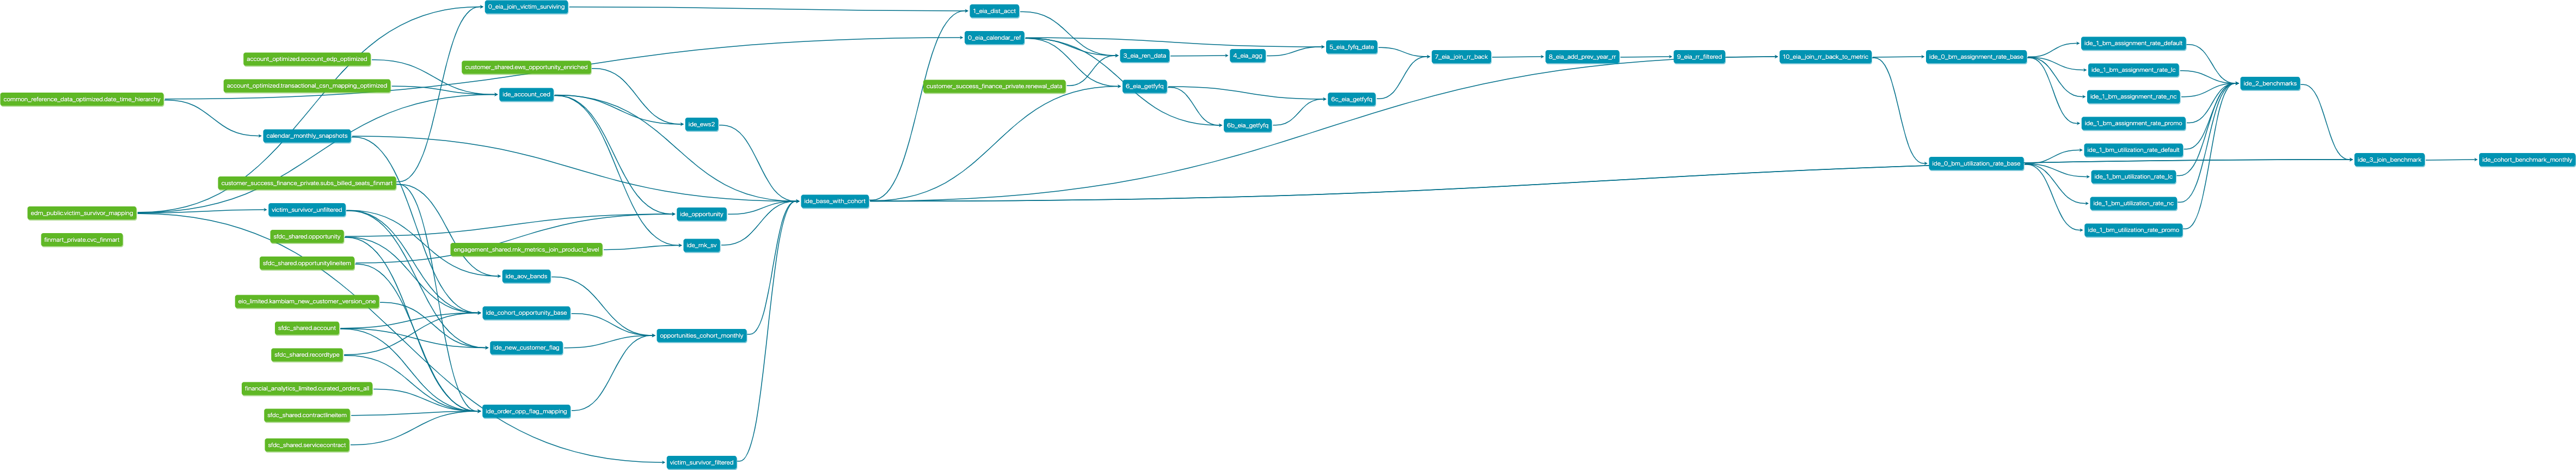 0_eia_join_victim_surviving
1_eia_dist_acct
0_eia_calendar_ref
ide_1_bm_assignment_rate_default
5_eia_fyfq_date
account_optimized.account_edp_optimized
3_eia_ren_data
4_eia_agg
7_eia_join_rr_back
8_eia_add_prev_year_rr
9_eia_rr_filtered
10_eia_join_rr_back_to_metric
ide_0_bm_assignment_rate_base
customer_shared.ews_opportunity_enriched
ide_1_bm_assignment_rate_lc
account_optimized.transactional_csn_mapping_optimized
customer_success_finance_private.renewal_data
6_eia_getfyfq
ide_2_benchmarks
common_reference_data_optimized.data_time_hierarchy
ide_account_ced
6c_eia_getfyfq
ide_1_bm_assignment_rate_nc
ide_ews2
6b_eia_getfyfq
ide_1_bm_assignment_rate_promo
calendar_monthly_snapshots
ide_1_bm_utilization_rate_default
ide_0_bm_utilization_rate_base
ide_3_join_benchmark
ide_cohort_benchmark_monthly
customer_success_finance_private.subs_billed_seats_finmart
ide_1_bm_utilization_rate_lc
ide_base_with_cohort
ide_1_bm_utilization_rate_nc
edm_public.victim_survivor_mapping
victim_survivor_unfiltered
ide_opportunity
ide_1_bm_utilization_rate_promo
finmart_private.cvc_finmart
sfdc_shared.opportunity
engagement_shared.mk_metrics_join_product_level
ide_mk_sv
sfdc_shared.opportunitylineitem
ide_aov_bands
eio_limited.kambiam_new_customer_version_one
ide_cohort_opportunity_base
sfdc_shared.account
opportunities_cohort_monthly
sfdc_shared.recordtype
ide_new_customer_flag
financial_analytics_limited.curated_orders_all
sfdc_shared.contractlineitem
ide_order_opp_flag_mapping
sfdc_shared.servicecontract
victim_survivor_filtered